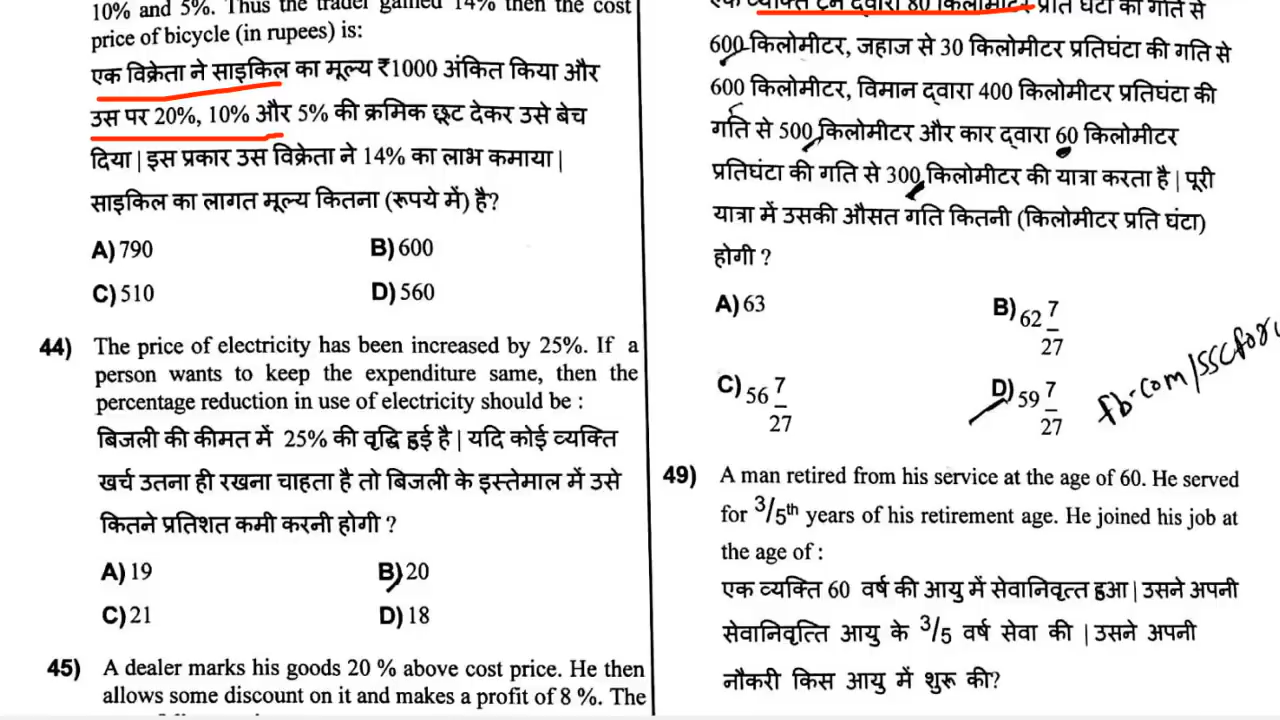 10% and 5%. Thus the trader gained 14% then the cost
price of bicycle (in rupees) is:
एक विक्रेता ने साइकिल का मूल्य ₹1000 अंकित किया और
उस पर 20%, 10% और 5% की क्रमिक छूट देकर उसे बेच
दिया | इस प्रकार उस विक्रेता ने 14% का लाभ कमाया |
साइकिल का लागत मूल्य कितना (रूपये में) है?
A) 790
B) 600
C) 510
D) 560
44) The price of electricity has been increased by 25%. If a
person wants to keep the expenditure same, then the
percentage reduction in use of electricity should be :
बिजली की कीमत में 25% की वृद्धि हुई है | यदि कोई व्यक्ति
खर्च उतना ही रखना चाहता है तो बिजली के इस्तेमाल में उसे
कितने प्रतिशत कमी करनी होगी ?
A) 19
B) 20
C) 21
D) 18
45) A dealer marks his goods 20 % above cost price. He then
allows some discount on it and makes a profit of 8 %. The
एक व्यक्ति ट्रेन द्वारा 80 किलोमीटर प्रति घंटा की गति से
600 किलोमीटर, जहाज से 30 किलोमीटर प्रतिघंटा की गति से
600 किलोमीटर, विमान द्वारा 400 किलोमीटर प्रतिघंटा की
गति से 500 किलोमीटर और कार द्वारा 60 किलोमीटर
प्रतिघंटा की गति से 300 किलोमीटर की यात्रा करता है | पूरी
यात्रा में उसकी औसत गति कितनी (किलोमीटर प्रति घंटा)
होगी ?
A) 63
B) 62 7/27
C) 56 7/27
D) 59 7/27
fb.com/SSCfor
49) A man retired from his service at the age of 60. He served
for 3/5th years of his retirement age. He joined his job at
the age of :
एक व्यक्ति 60 वर्ष की आयु में सेवानिवृत्त हुआ | उसने अपनी
सेवानिवृत्ति आयु के 3/5 वर्ष सेवा की | उसने अपनी
नौकरी किस आयु में शुरू की?